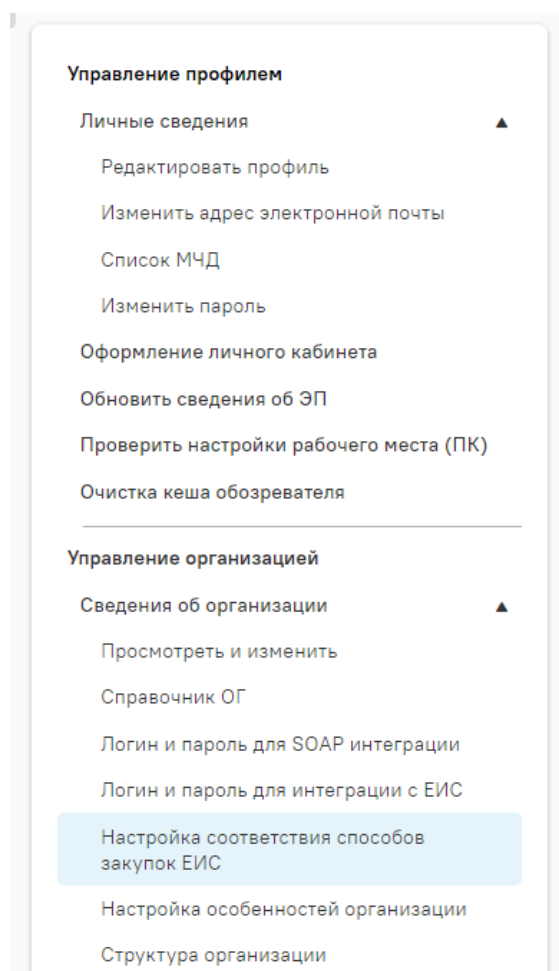 Управление профилем
Личные сведения
Редактировать профиль
Изменить адрес электронной почты
Список МЧД
Изменить пароль
Оформление личного кабинета
Обновить сведения об ЭП
Проверить настройки рабочего места (ПК)
Очистка кеша обозревателя
Управление организацией
Сведения об организации
Просмотреть и изменить
Справочник ОГ
Логин и пароль для SOAP интеграции
Логин и пароль для интеграции с ЕИС
Настройка соответствия способов
закупок ЕИС
Настройка особенностей организации
Структура организации